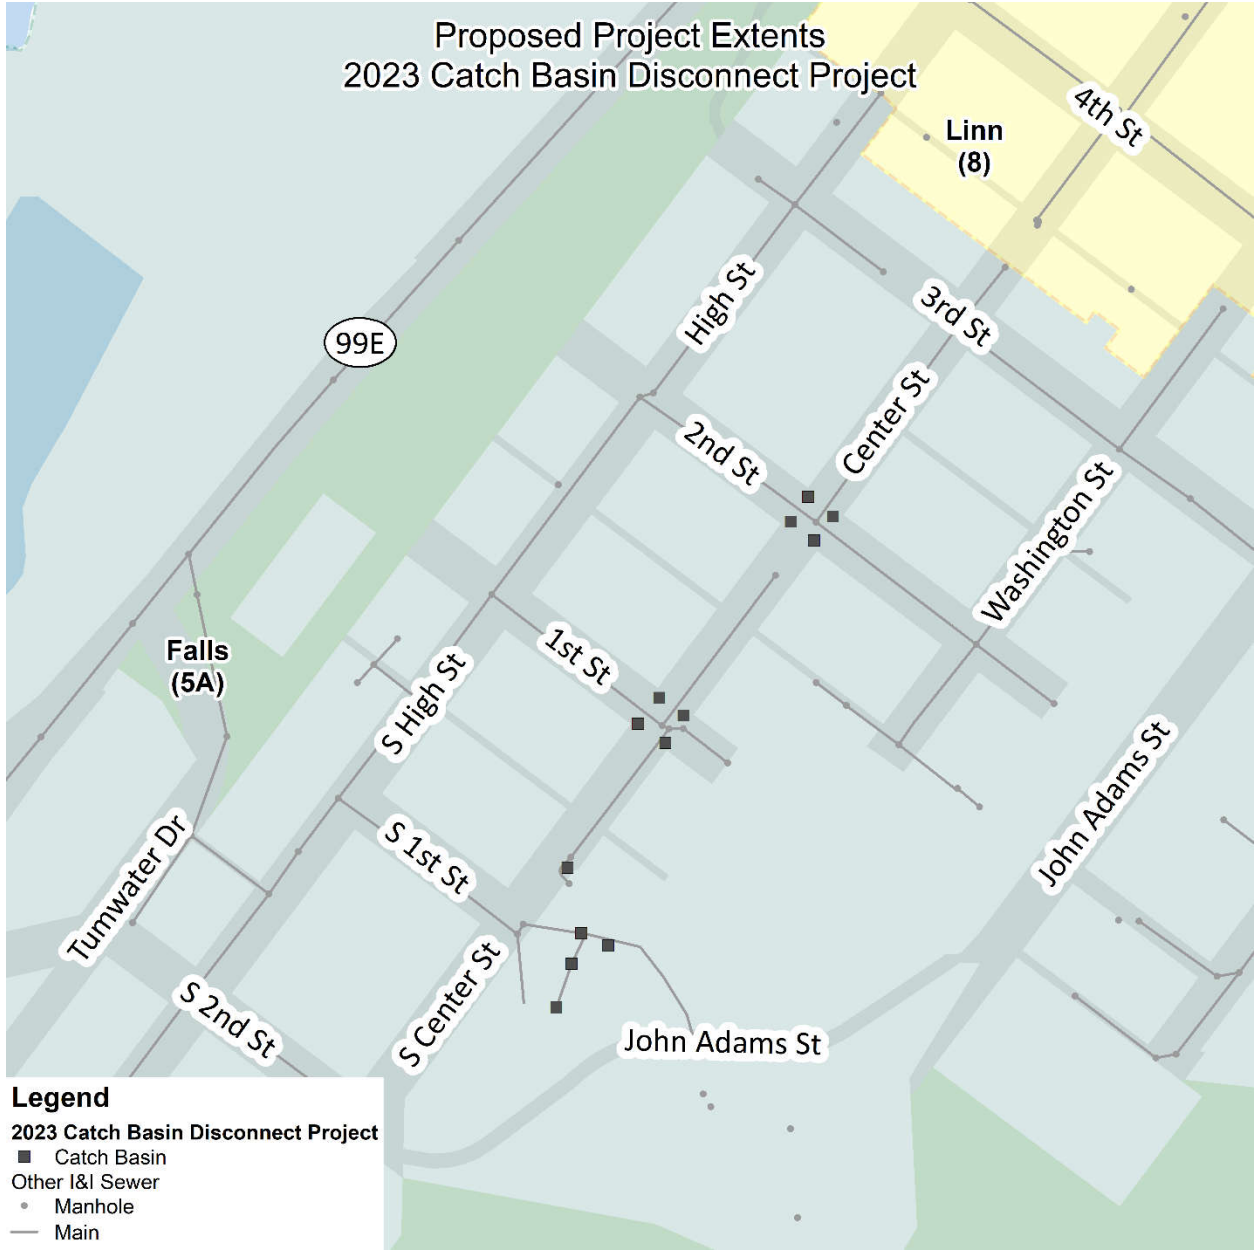 Proposed Project Extents
2023 Catch Basin Disconnect Project
4th St
Linn
(8)
High St
3rd St
99E
Center St
2nd St
Washington St
1st St
Falls
(5A)
S High St
John Adams St
S 1st St
Tumwater Dr
S Center St
S 2nd St
John Adams St
Legend
2023 Catch Basin Disconnect Project
Catch Basin
Other I&I Sewer
Manhole
Main